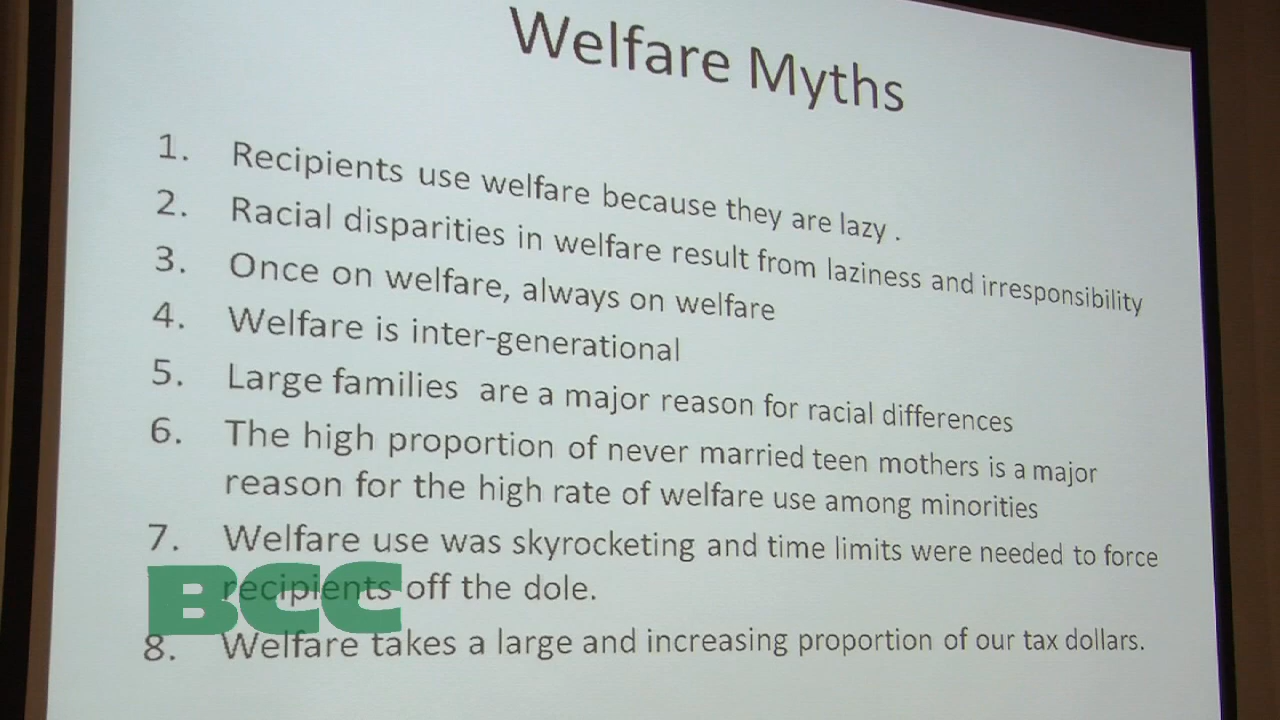 Welfare Myths
1. Recipients use welfare because they are lazy .
2. Racial disparities in welfare result from laziness and irresponsibility
3. Once on welfare, always on welfare
4. Welfare is inter-generational
5. Large families are a major reason for racial differences
6. The high proportion of never married teen mothers is a major
reason for the high rate of welfare use among minorities
7. Welfare use was skyrocketing and time limits were needed to force
recipients off the dole.
BCC
8. Welfare takes a large and increasing proportion of our tax dollars.